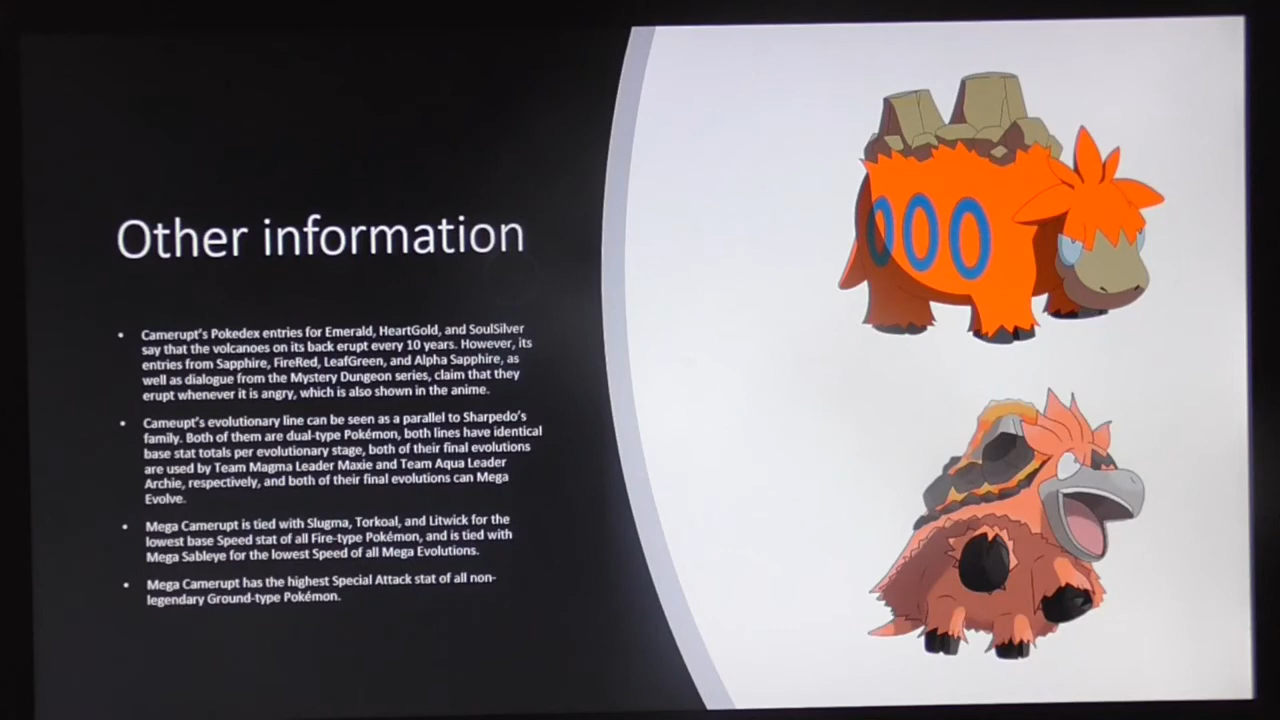 Other information
• Camerupt's Pokedex entries for Emerald, HeartGold, and SoulSilver
say that the volcanoes on its back erupt every 10 years. However, its
entries from Sapphire, FireRed, LeafGreen, and Alpha Sapphire, as
well as dialogue from the Mystery Dungeon series, claim that they
erupt whenever it is angry, which is also shown in the anime.
• Cameupt's evolutionary line can be seen as a parallel to Sharpedo's
family. Both of them are dual-type Pokémon, both lines have identical
base stat totals per evolutionary stage, both of their final evolutions
are used by Team Magma Leader Maxie and Team Aqua Leader
Archie, respectively, and both of their final evolutions can Mega
Evolve.
• Mega Camerupt is tied with Slugma, Torkoal, and Litwick for the
lowest base Speed stat of all Fire-type Pokémon, and is tied with
Mega Sableye for the lowest Speed of all Mega Evolutions.
• Mega Camerupt has the highest Special Attack stat of all non-
legendary Ground-type Pokémon.